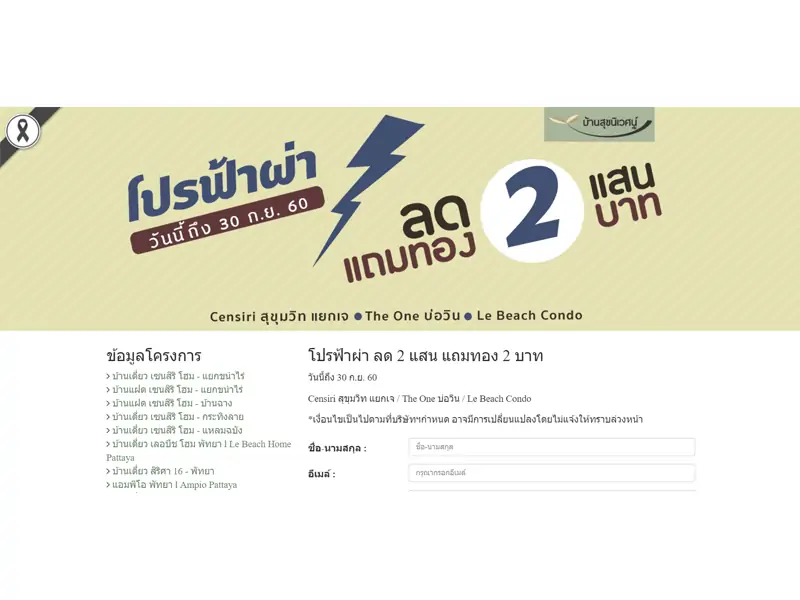 บ้านสุขนิเวศน์
โปรฟ้าผ่า
วันนี้ถึง 30 ก.ย. 60
ลด 2 แสน
แถมทอง บาท
Censiri สุขุมวิท แยกเจ The One บ่อวิน Le Beach Condo
ข้อมูลโครงการ
บ้านเดี่ยว เซนสิริ โฮม - แยกขนำไร่
บ้านแฝด เซนสิริ โฮม - แยกขนำไร่
บ้านแฝด เซนสิริ โฮม - บ้านฉาง
บ้านเดี่ยว เซนสิริ โฮม - กระทิงลาย
บ้านเดี่ยว เซนสิริ โฮม - แหลมฉบัง
บ้านเดี่ยว เลอบีช โฮม พัทยา l Le Beach Home
Pattaya
บ้านเดี่ยว สิริศา 16 - พัทยา
แอมพิโอ พัทยา l Ampio Pattaya
โปรฟ้าผ่า ลด 2 แสน แถมทอง 2 บาท
วันนี้ถึง 30 ก.ย. 60
Censiri สุขุมวิท แยกเจ / The One บ่อวิน / Le Beach Condo
*เงื่อนไขเป็นไปตามที่บริษัทฯกำหนด อาจมีการเปลี่ยนแปลงโดยไม่แจ้งให้ทราบล่วงหน้า
ชื่อ-นามสกุล :
ชื่อ-นามสกุล
อีเมล์ :
กรุณากรอกอีเมล์